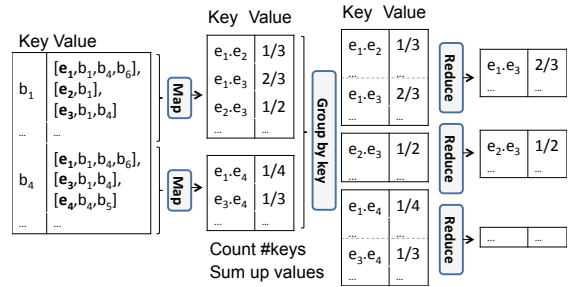 Key Value
b1
[e1,b1,b4,b6],
[e2,b1],
[e3,b1,b4]
... ...
b4
[e1,b1,b4,b6],
[e3,b1,b4],
[e4,b4,b5]
... ...
Map
Map
Key Value
e1.e2 1/3
e1.e3 2/3
e2.e3 1/2
... ...
e1.e4 1/4
e3.e4 1/3
... ...
Count #keys
Sum up values
Group by key
Key Value
e1.e2 1/3
... ...
e1.e3 2/3
... ...
e2.e3 1/2
... ...
e1.e4 1/4
... ...
e3.e4 1/3
... ...
Reduce
Reduce
Reduce
e1.e3 2/3
... ...
e2.e3 1/2
... ...
... ...